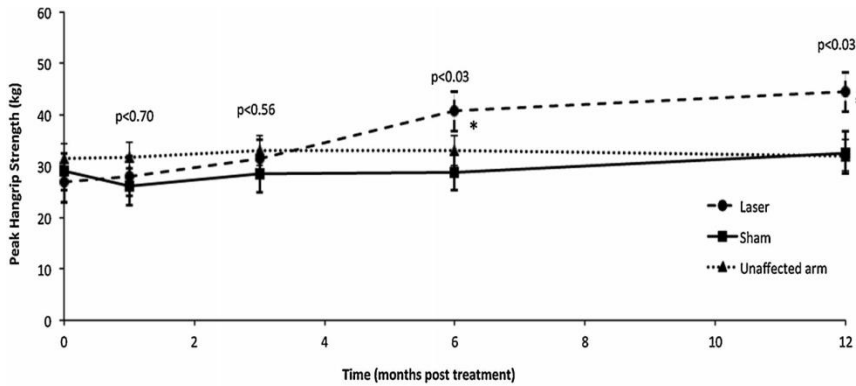 60
50
40
30
20
10
0
Peak Hangrip Strength (kg)
p<0.70
p<0.56
p<0.03
*
p<0.03
Laser
Sham
Unaffected arm
0 2 4 6 8 10 12
Time (months post treatment)